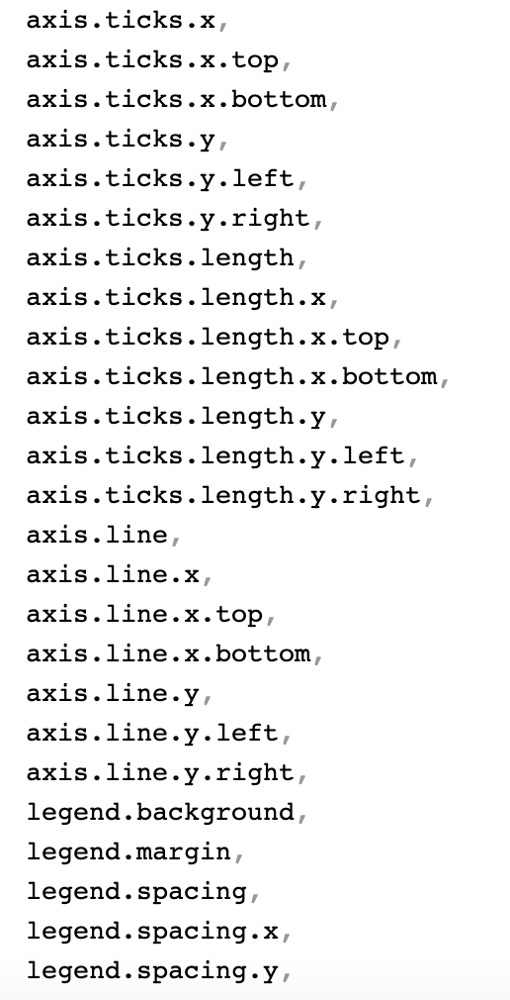 axis.ticks.x,
axis.ticks.x.top,
axis.ticks.x.bottom,
axis.ticks.y,
axis.ticks.y.left,
axis.ticks.y.right,
axis.ticks.length,
axis.ticks.length.x,
axis.ticks.length.x.top,
axis.ticks.length.x.bottom,
axis.ticks.length.y,
axis.ticks.length.y.left,
axis.ticks.length.y.right,
axis.line,
axis.line.x,
axis.line.x.top,
axis.line.x.bottom,
axis.line.y,
axis.line.y.left,
axis.line.y.right,
legend.background,
legend.margin,
legend.spacing,
legend.spacing.x,
legend.spacing.y,